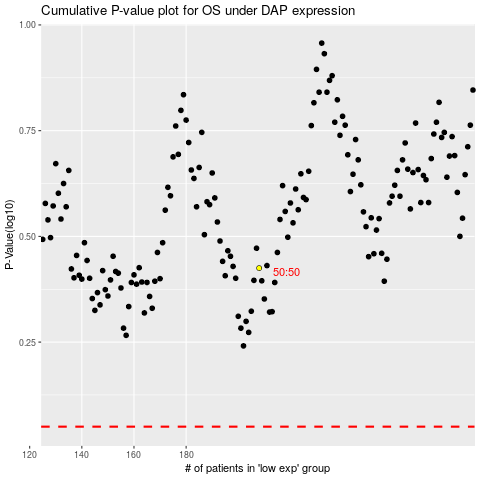 Cumulative P-value plot for OS under DAP expression
P-Value(log10)
1.00
0.75
0.50
0.25
50:50
120 140 160 180
# of patients in 'low exp' group